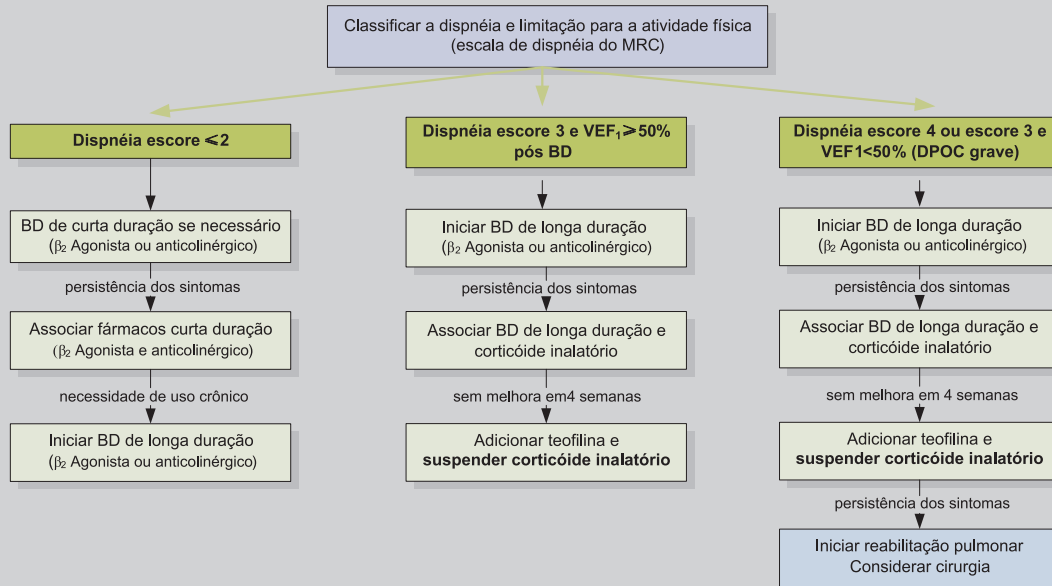 Classificar a dispnéia e limitação para a atividade física
(escala de dispnéia do MRC)
Dispnéia escore ⩽2
BD de curta duração se necessário
(β₂ Agonista ou anticolinérgico)
persistência dos sintomas
Associar fármacos curta duração
(β₂ Agonista e anticolinérgico)
necessidade de uso crônico
Iniciar BD de longa duração
(β₂ Agonista ou anticolinérgico)
Dispnéia escore 3 e VEF₁⩾50%
pós BD
Iniciar BD de longa duração
(β₂ Agonista ou anticolinérgico)
persistência dos sintomas
Associar BD de longa duração e
corticóide inalatório
sem melhora em4 semanas
Adicionar teofilina e
suspender corticóide inalatório
Dispnéia escore 4 ou escore 3 e
VEF1<50% (DPOC grave)
Iniciar BD de longa duração
(β₂ Agonista ou anticolinérgico)
persistência dos sintomas
Associar BD de longa duração e
corticóide inalatório
sem melhora em 4 semanas
Adicionar teofilina e
suspender corticóide inalatório
persistência dos sintomas
Iniciar reabilitação pulmonar
Considerar cirurgia